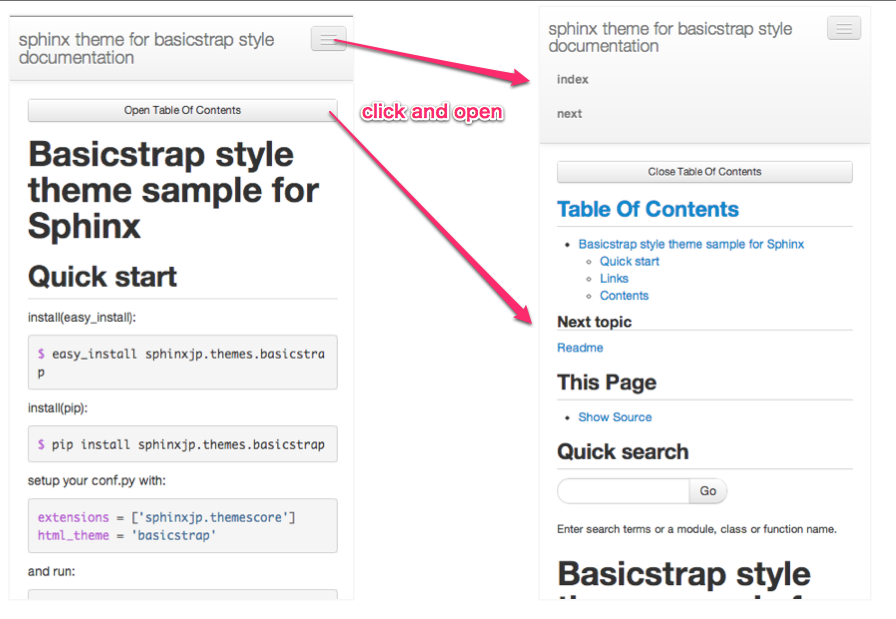 sphinx theme for basicstrap style
documentation
Open Table Of Contents
Basicstrap style
theme sample for
Sphinx
Quick start
install(easy_install):
$ easy_install sphinxjp.themes.basicstra
p
install(pip):
$ pip install sphinxjp.themes.basicstrap
setup your conf.py with:
extensions = ['sphinxjp.themescore']
html_theme = 'basicstrap'
and run:
click and open
sphinx theme for basicstrap style
documentation
index
next
Close Table Of Contents
Table Of Contents
• Basicstrap style theme sample for Sphinx
◦ Quick start
◦ Links
◦ Contents
Next topic
Readme
This Page
• Show Source
Quick search
Go
Enter search terms or a module, class or function name.
Basicstrap style